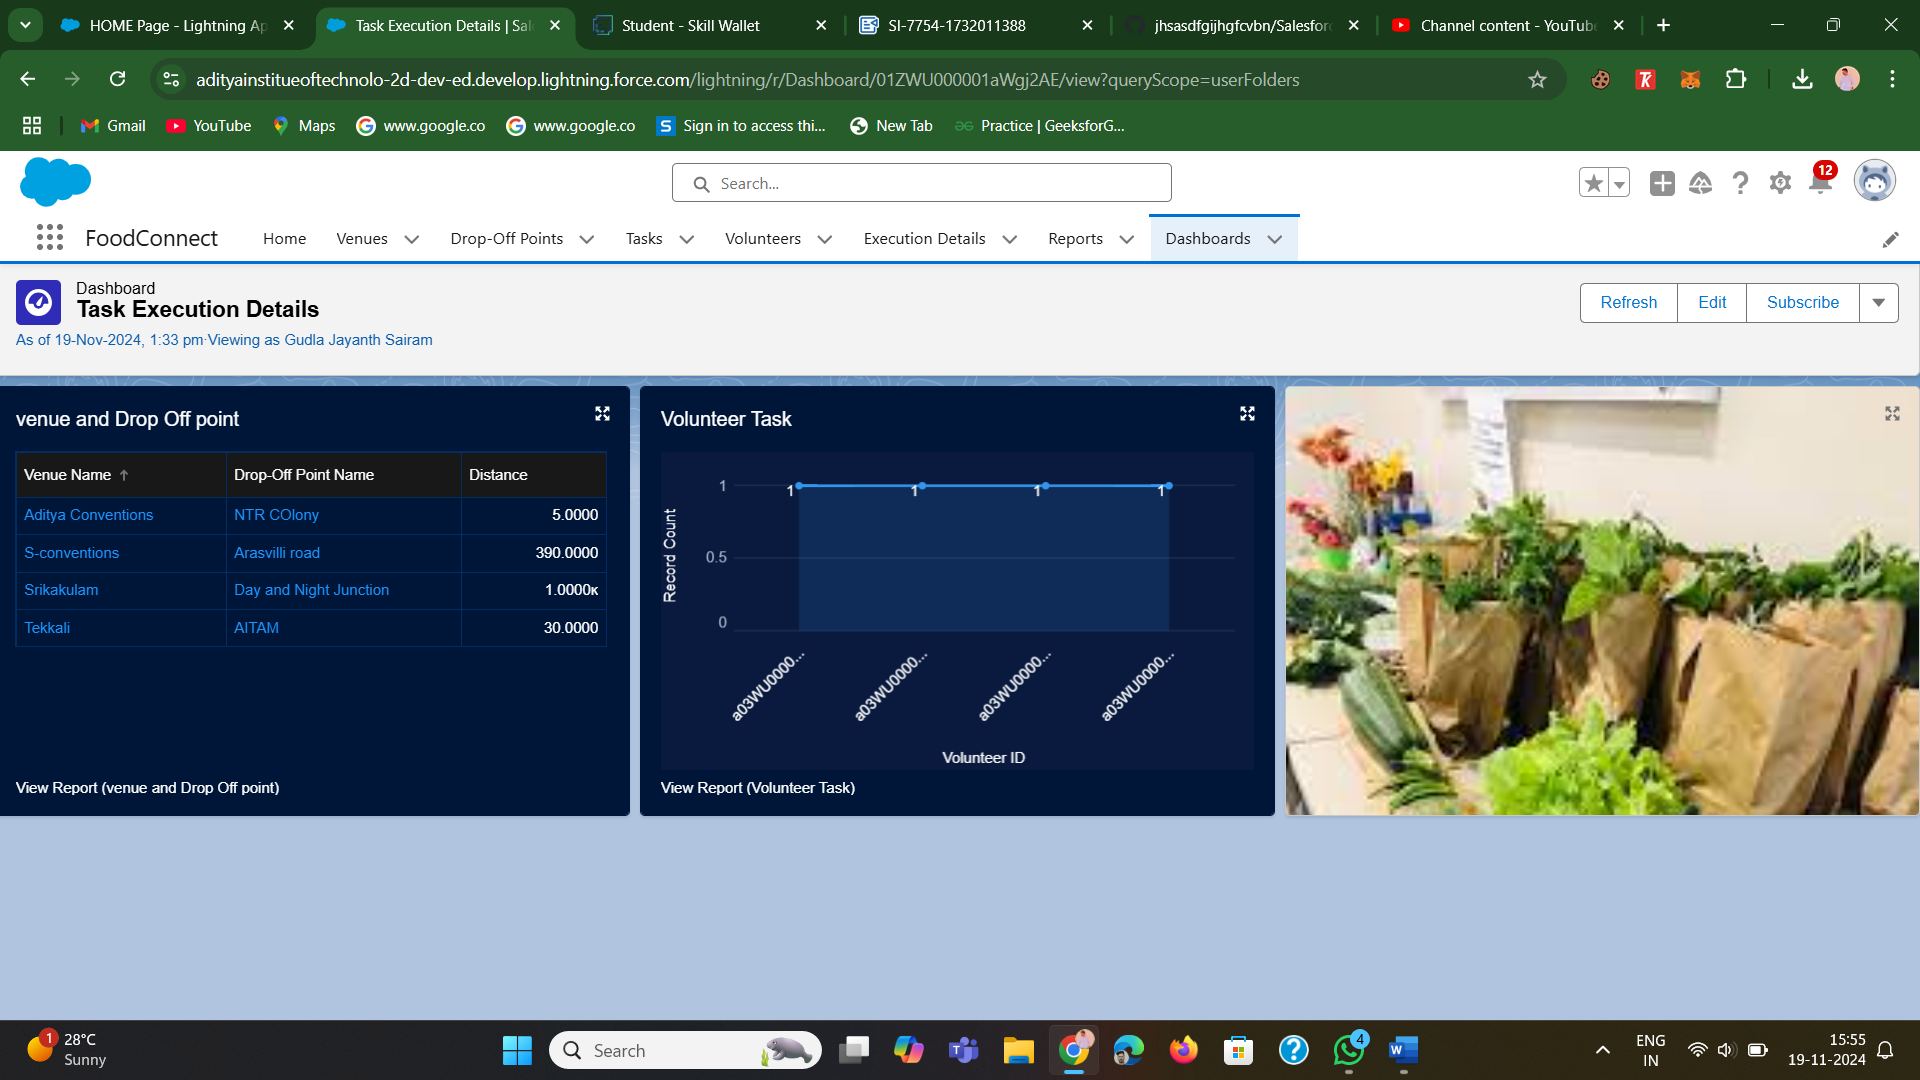 HOME Page - Lightning Ap
Task Execution Details | Sal
Student - Skill Wallet
SI-7754-1732011388
jhsasdfgijhgfcvbn/Salesforc
Channel content - YouTube
adityainstitueoftechnolo-2d-dev-ed.develop.lightning.force.com/lightning/r/Dashboard/01ZWU000001aWgj2AE/view?queryScope=userFolders
Gmail
YouTube
Maps
www.google.co
www.google.co
Sign in to access thi...
New Tab
Practice | GeeksforG...
Search...
12
FoodConnect
Home
Venues
Drop-Off Points
Tasks
Volunteers
Execution Details
Reports
Dashboards
Dashboard
Task Execution Details
As of 19-Nov-2024, 1:33 pm·Viewing as Gudla Jayanth Sairam
Refresh
Edit
Subscribe
venue and Drop Off point
Venue Name ↑ Drop-Off Point Name Distance
Aditya Conventions NTR COlony 5.0000
S-conventions Arasvilli road 390.0000
Srikakulam Day and Night Junction 1.0000K
Tekkali AITAM 30.0000
View Report (venue and Drop Off point)
Volunteer Task
Record Count
1
0.5
0
1 1 1 1
a03WU0000... a03WU0000... a03WU0000... a03WU0000...
Volunteer ID
View Report (Volunteer Task)
1
28°C
Sunny
Search
4
ENG
IN
15:55
19-11-2024